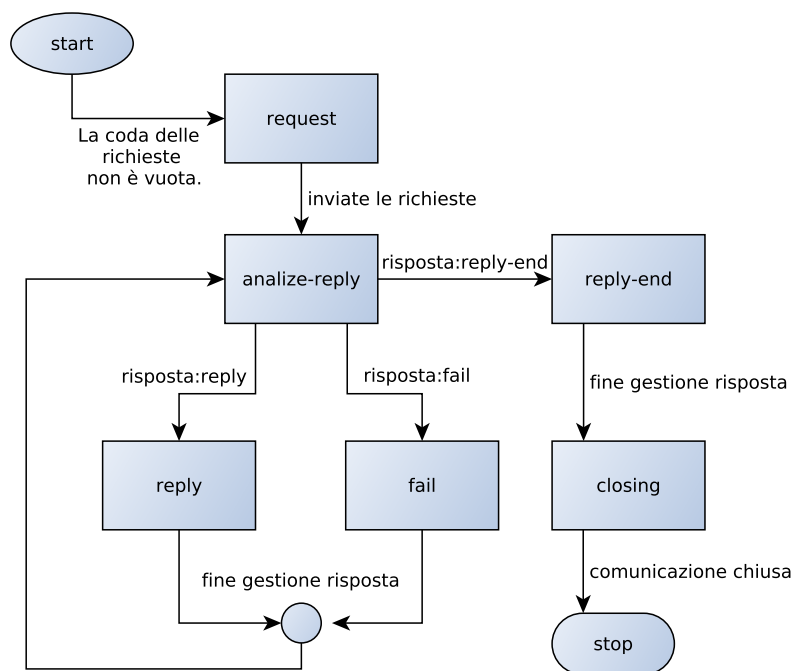 start
request
La coda delle
richieste
non è vuota.
inviate le richieste
analize-reply
risposta:reply-end
reply-end
risposta:reply
risposta:fail
fine gestione risposta
reply
fail
closing
fine gestione risposta
comunicazione chiusa
stop